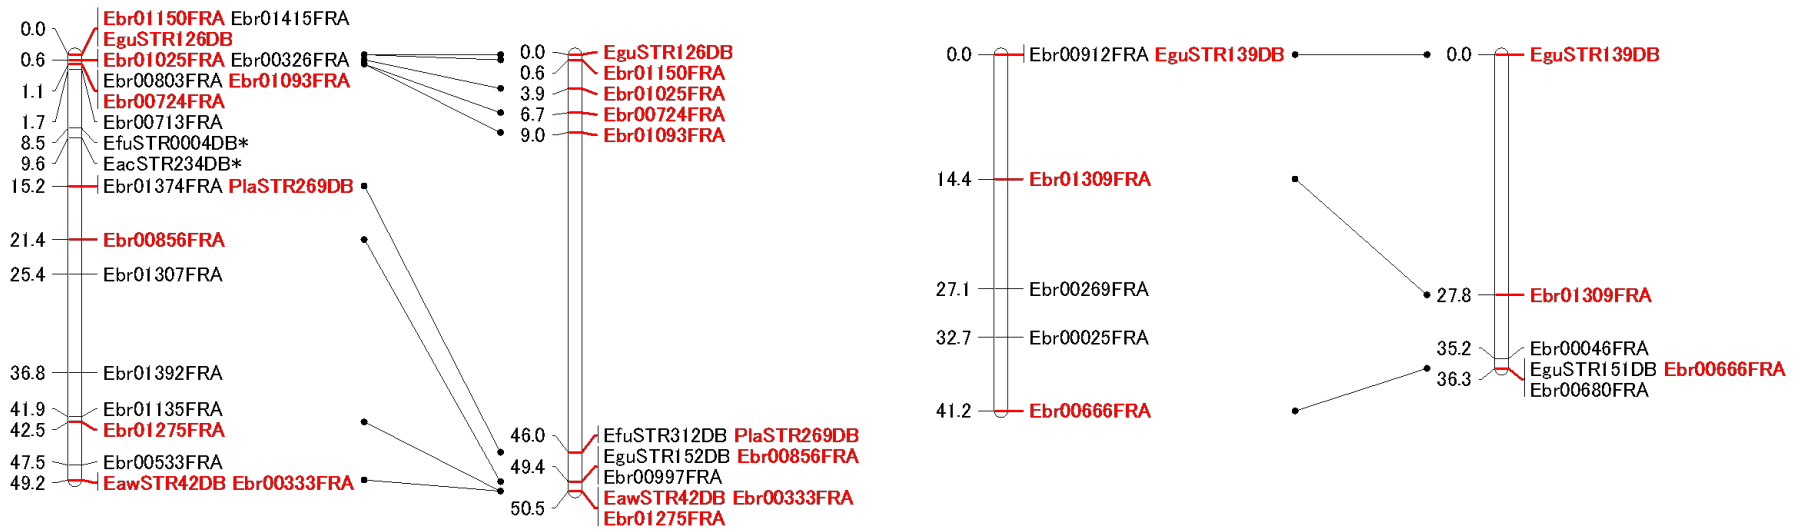 0.0 Ebr01150FRA Ebr01415FRA
EguSTR126DB
0.6 Ebr01025FRA Ebr00326FRA
Ebr00803FRA Ebr01093FRA
1.1 Ebr00724FRA
1.7 Ebr00713FRA
8.5 EfuSTR0004DB*
9.6 EacSTR234DB*
15.2 Ebr01374FRA PlaSTR269DB
21.4 Ebr00856FRA
25.4 Ebr01307FRA
36.8 Ebr01392FRA
41.9 Ebr01135FRA
42.5 Ebr01275FRA
47.5 Ebr00533FRA
49.2 EawSTR42DB Ebr00333FRA
0.0 EguSTR126DB
0.6 Ebr01150FRA
3.9 Ebr01025FRA
6.7 Ebr00724FRA
9.0 Ebr01093FRA
46.0 EfuSTR312DB PlaSTR269DB
EguSTR152DB Ebr00856FRA
49.4 Ebr00997FRA
EawSTR42DB Ebr00333FRA
50.5 Ebr01275FRA
0.0 Ebr00912FRA EguSTR139DB
14.4 Ebr01309FRA
27.1 Ebr00269FRA
32.7 Ebr00025FRA
41.2 Ebr00666FRA
0.0 EguSTR139DB
27.8 Ebr01309FRA
35.2 Ebr00046FRA
EguSTR151DB Ebr00666FRA
36.3 Ebr00680FRA